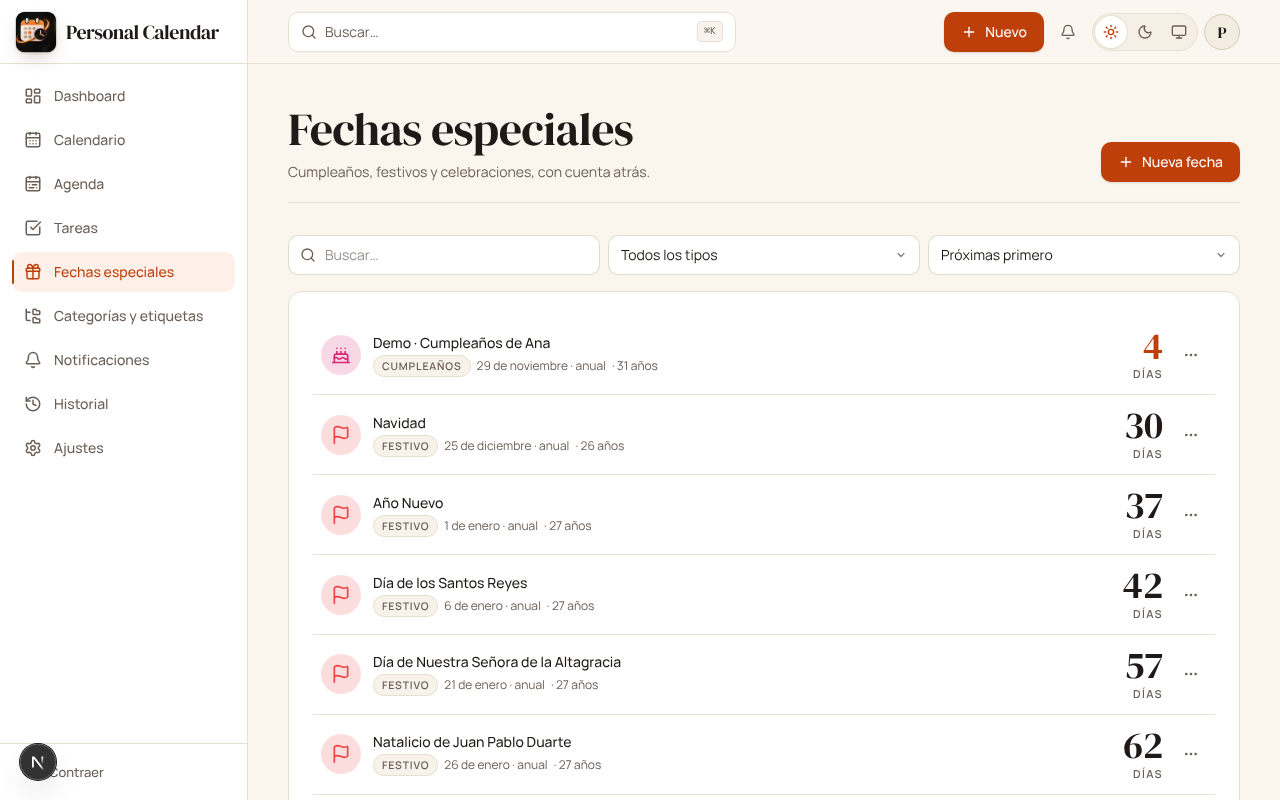 Personal Calendar
Buscar...
⌘K
Nuevo
P
Dashboard
Calendario
Agenda
Tareas
Fechas especiales
Categorías y etiquetas
Notificaciones
Historial
Ajustes
N
Contraer
Fechas especiales
Cumpleaños, festivos y celebraciones, con cuenta atrás.
Nueva fecha
Buscar...
Todos los tipos
Próximas primero
Demo · Cumpleaños de Ana
CUMPLEAÑOS 29 de noviembre · anual · 31 años
4
DÍAS
Navidad
FESTIVO 25 de diciembre · anual · 26 años
30
DÍAS
Año Nuevo
FESTIVO 1 de enero · anual · 27 años
37
DÍAS
Día de los Santos Reyes
FESTIVO 6 de enero · anual · 27 años
42
DÍAS
Día de Nuestra Señora de la Altagracia
FESTIVO 21 de enero · anual · 27 años
57
DÍAS
Natalicio de Juan Pablo Duarte
FESTIVO 26 de enero · anual · 27 años
62
DÍAS